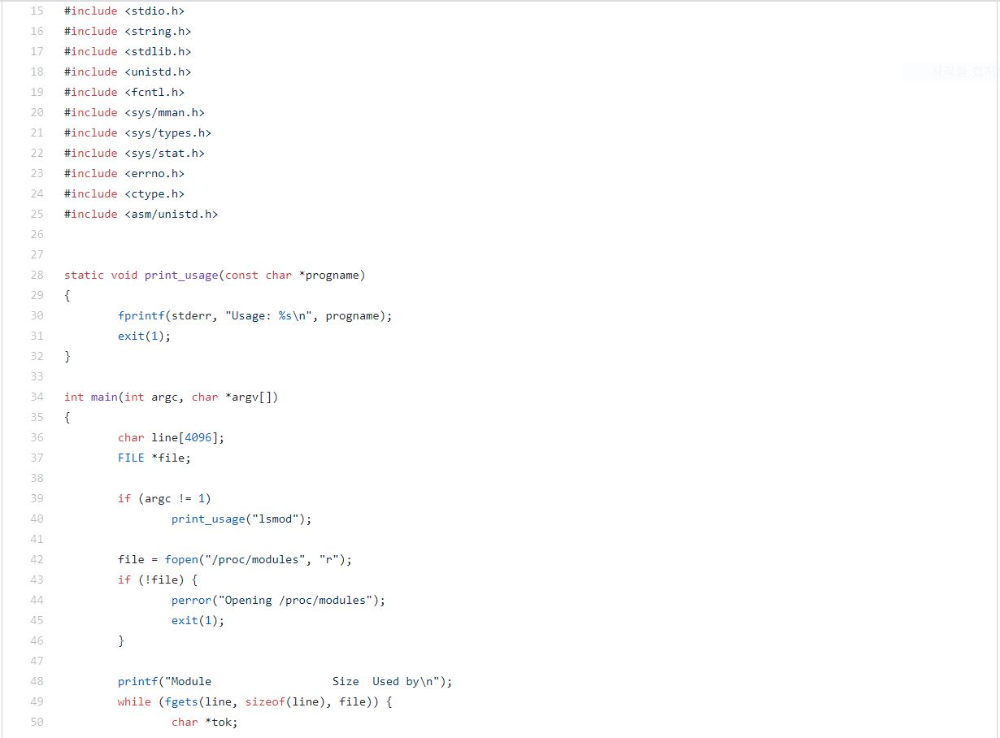 15 #include <stdio.h>
16 #include <string.h>
17 #include <stdlib.h>
18 #include <unistd.h>
19 #include <fcntl.h>
20 #include <sys/mman.h>
21 #include <sys/types.h>
22 #include <sys/stat.h>
23 #include <errno.h>
24 #include <ctype.h>
25 #include <asm/unistd.h>
26
27
28 static void print_usage(const char *progname)
29 {
30         fprintf(stderr, "Usage: %s\n", progname);
31         exit(1);
32 }
33
34 int main(int argc, char *argv[])
35 {
36         char line[4096];
37         FILE *file;
38
39         if (argc != 1)
40                 print_usage("lsmod");
41
42         file = fopen("/proc/modules", "r");
43         if (!file) {
44                 perror("Opening /proc/modules");
45                 exit(1);
46         }
47
48         printf("Module                  Size  Used by\n");
49         while (fgets(line, sizeof(line), file)) {
50                 char *tok;